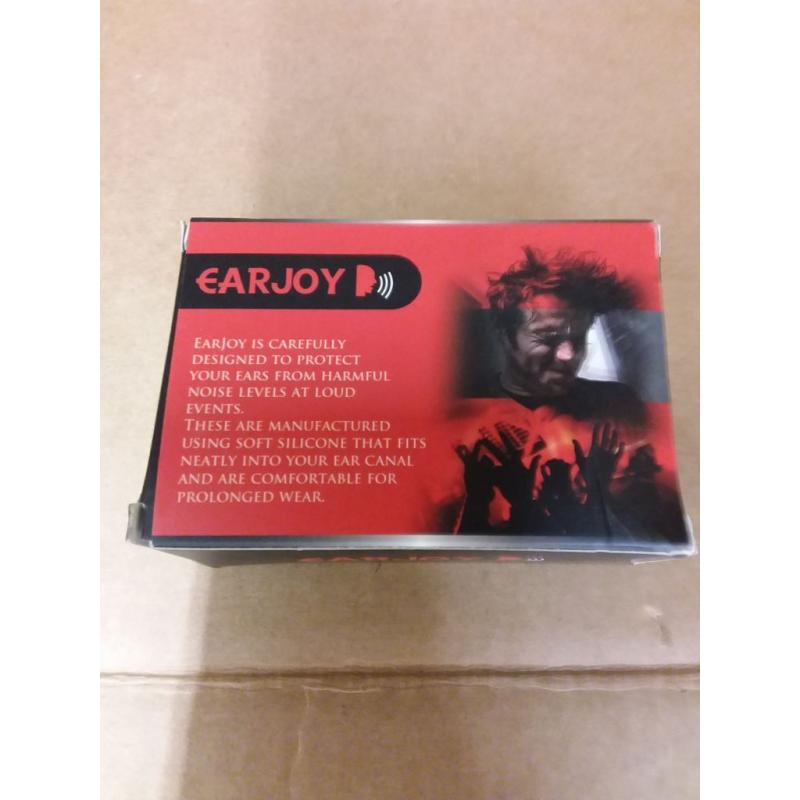 EARJOY
EARJOY IS CAREFULLY
DESIGNED TO PROTECT
YOUR EARS FROM HARMFUL
NOISE LEVELS AT LOUD
EVENTS.
THESE ARE MANUFACTURED
USING SOFT SILICONE THAT FITS
NEATLY INTO YOUR EAR CANAL
AND ARE COMFORTABLE FOR
PROLONGED WEAR.
EARJOY